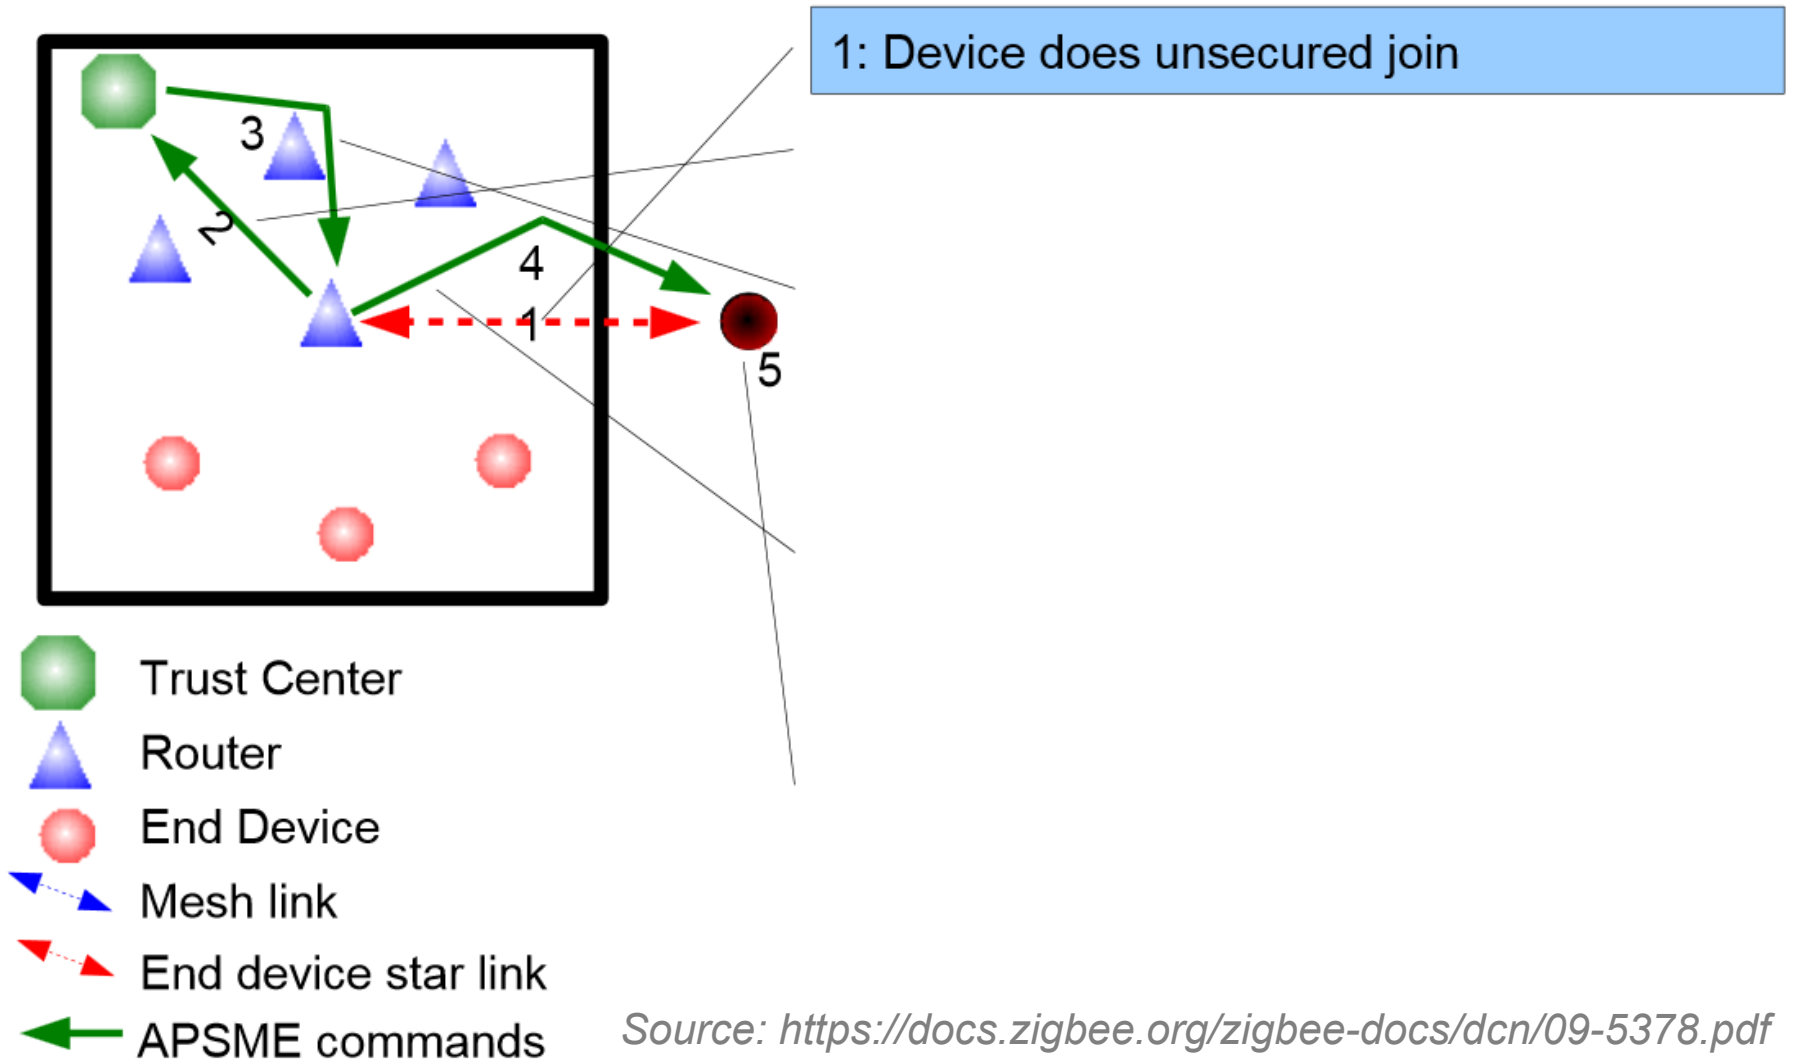 1: Device does unsecured join
3
2
4
1
5
Trust Center
Router
End Device
Mesh link
End device star link
APSME commands
Source: https://docs.zigbee.org/zigbee-docs/dcn/09-5378.pdf